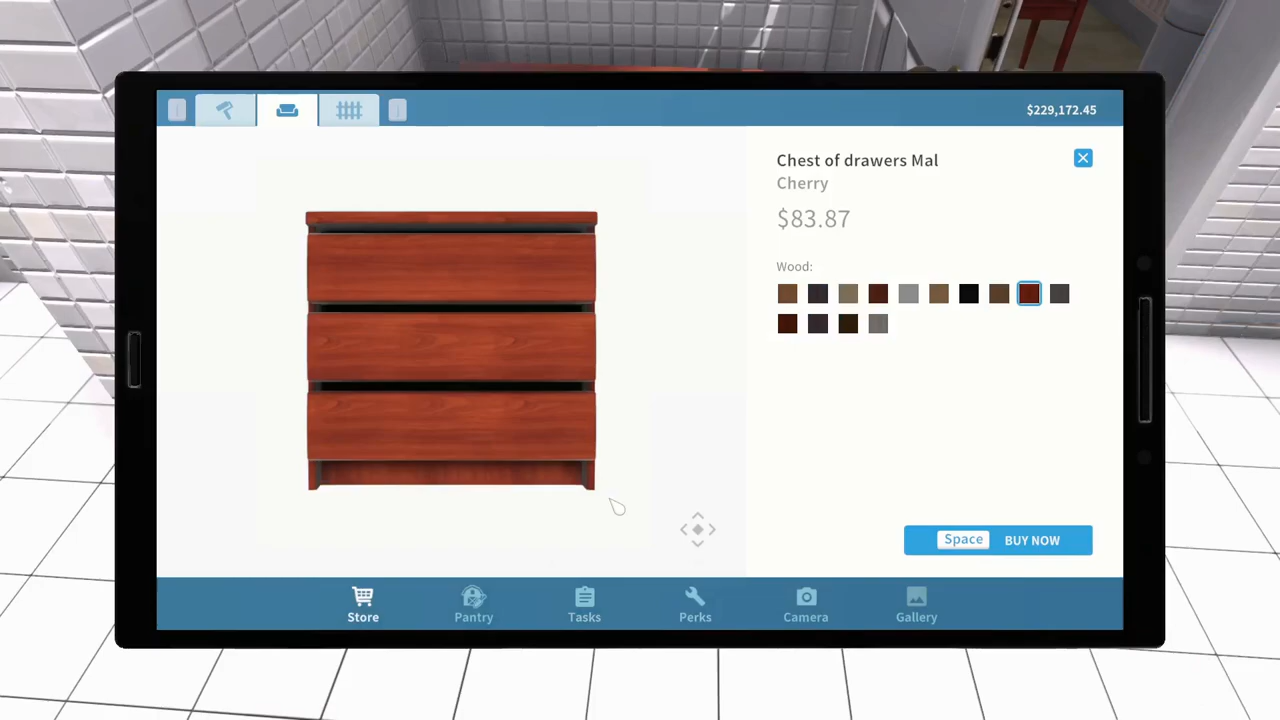 $229,172.45
Chest of drawers Mal
Cherry
$83.87
Wood:
Space BUY NOW
Store
Pantry
Tasks
Perks
Camera
Gallery